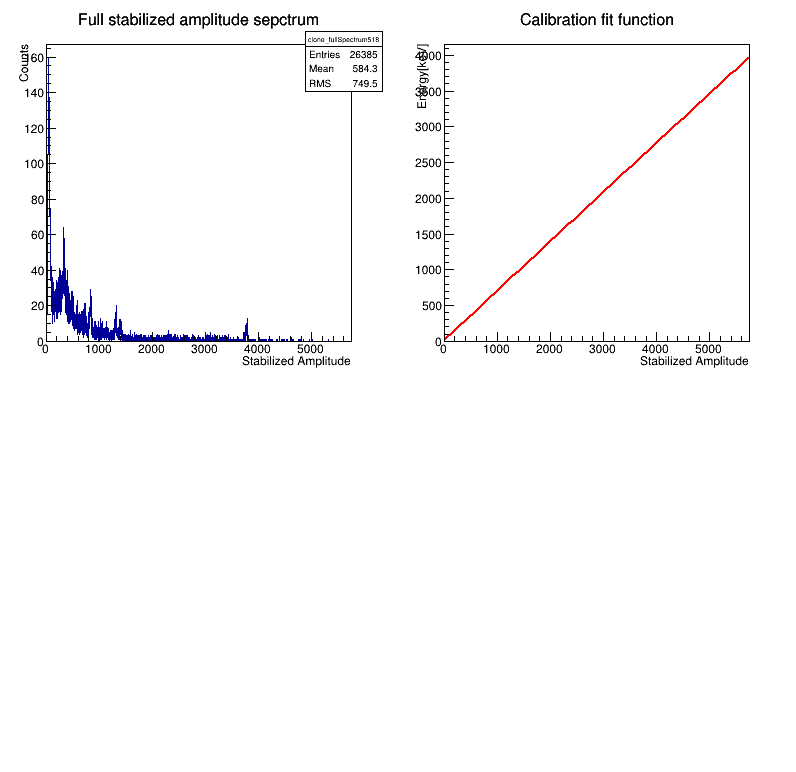 Full stabilized amplitude sepctrum
clone_fullSpectrum518
Entries 26385
Mean 584.3
RMS 749.5
Counts
160
140
120
100
80
60
40
20
0
0 1000 2000 3000 4000 5000
Stabilized Amplitude
Calibration fit function
Energy[keV]
4000
3500
3000
2500
2000
1500
1000
500
0
0 1000 2000 3000 4000 5000
Stabilized Amplitude